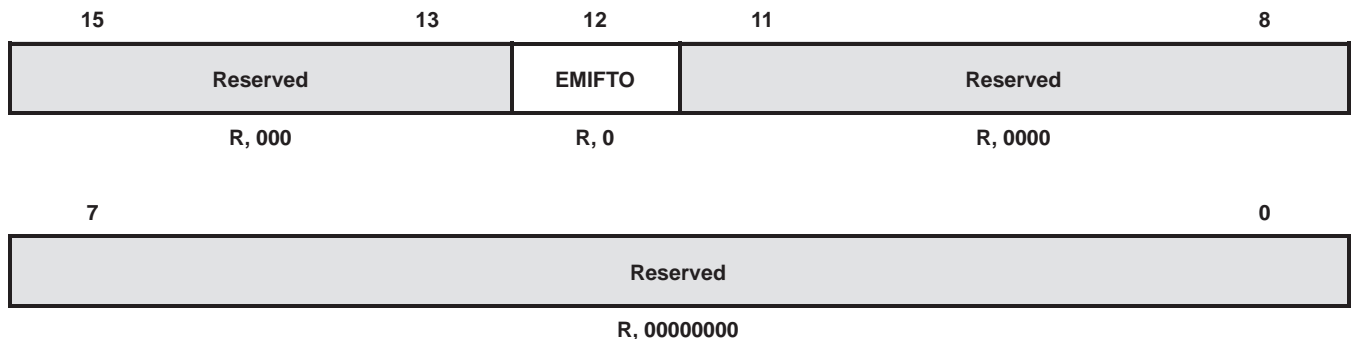 15 13 12 11 8
Reserved EMIFTO Reserved
R, 000 R, 0 R, 0000
7 0
Reserved
R, 00000000